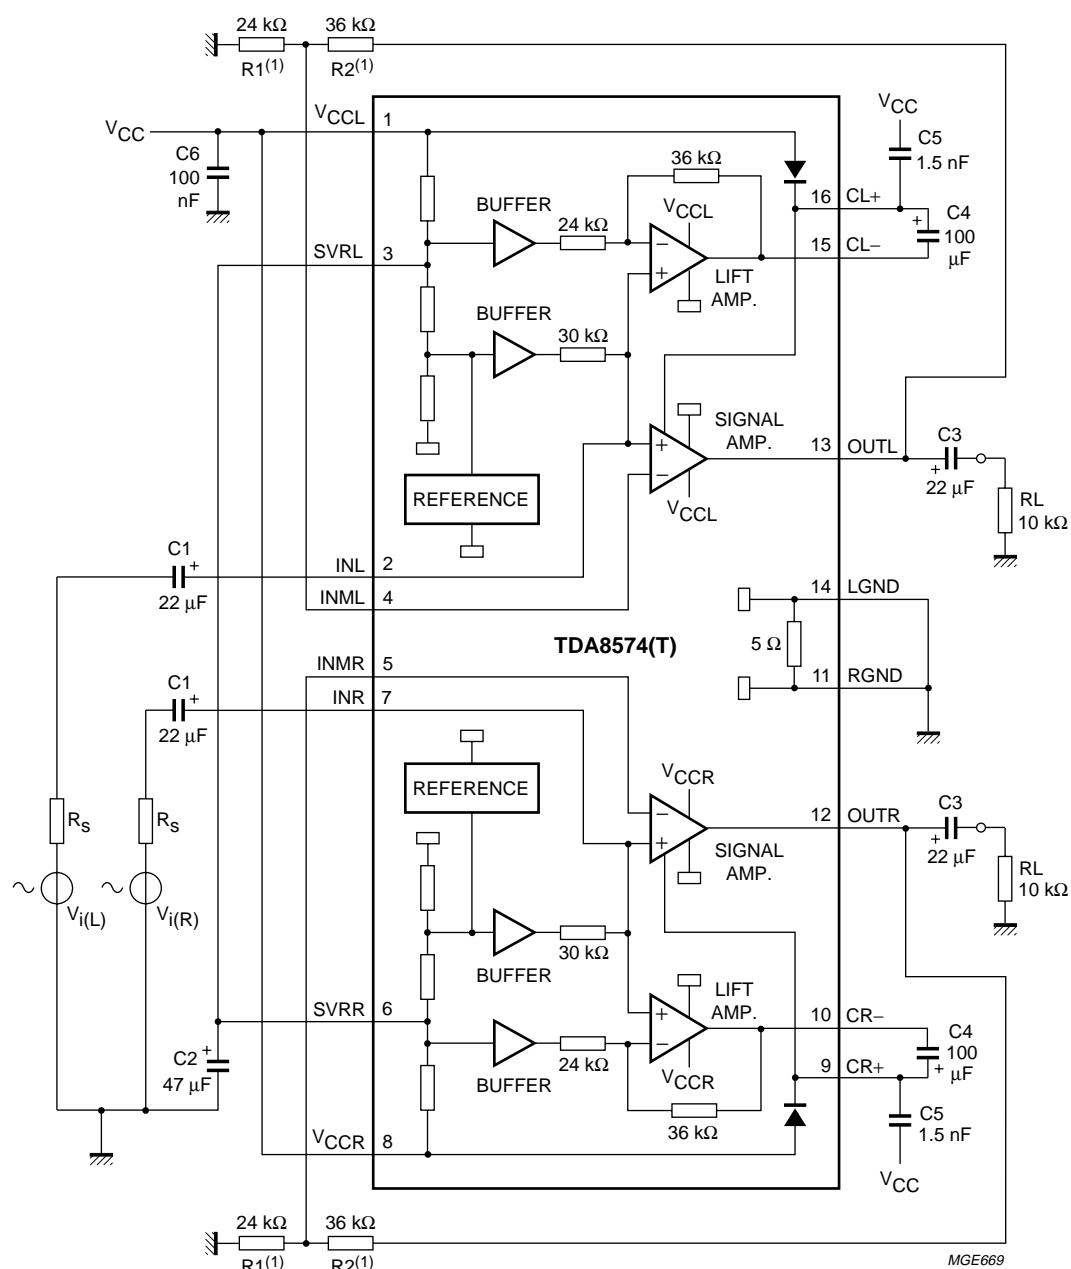 24 kΩ 36 kΩ
R1(1) R2(1)
VCC
VCCL 1
C6
100
nF
VCC
C5
1.5 nF
36 kΩ
16 CL+
+ C4
100
μF
15 CL−
BUFFER
24 kΩ
VCCL
−
+
LIFT
AMP.
SVRL 3
BUFFER
30 kΩ
SIGNAL
AMP.
+
−
VCCL
13 OUTL
C3
+
22 μF
RL
10 kΩ
REFERENCE
C1
+
22 μF
INL 2
INML 4
14 LGND
5 Ω
11 RGND
TDA8574(T)
INMR 5
INR 7
C1
+
22 μF
REFERENCE
VCCR
−
+
SIGNAL
AMP.
12 OUTR
C3
+
22 μF
RL
10 kΩ
Rs
Rs
Vi(L)
Vi(R)
BUFFER
30 kΩ
SVRR 6
LIFT
AMP.
+
−
VCCR
10 CR−
C4
100
+ μF
9 CR+
BUFFER
24 kΩ
C2 +
47 μF
36 kΩ
C5
1.5 nF
VCC
VCCR 8
24 kΩ 36 kΩ
R1(1) R2(1)
MGE669